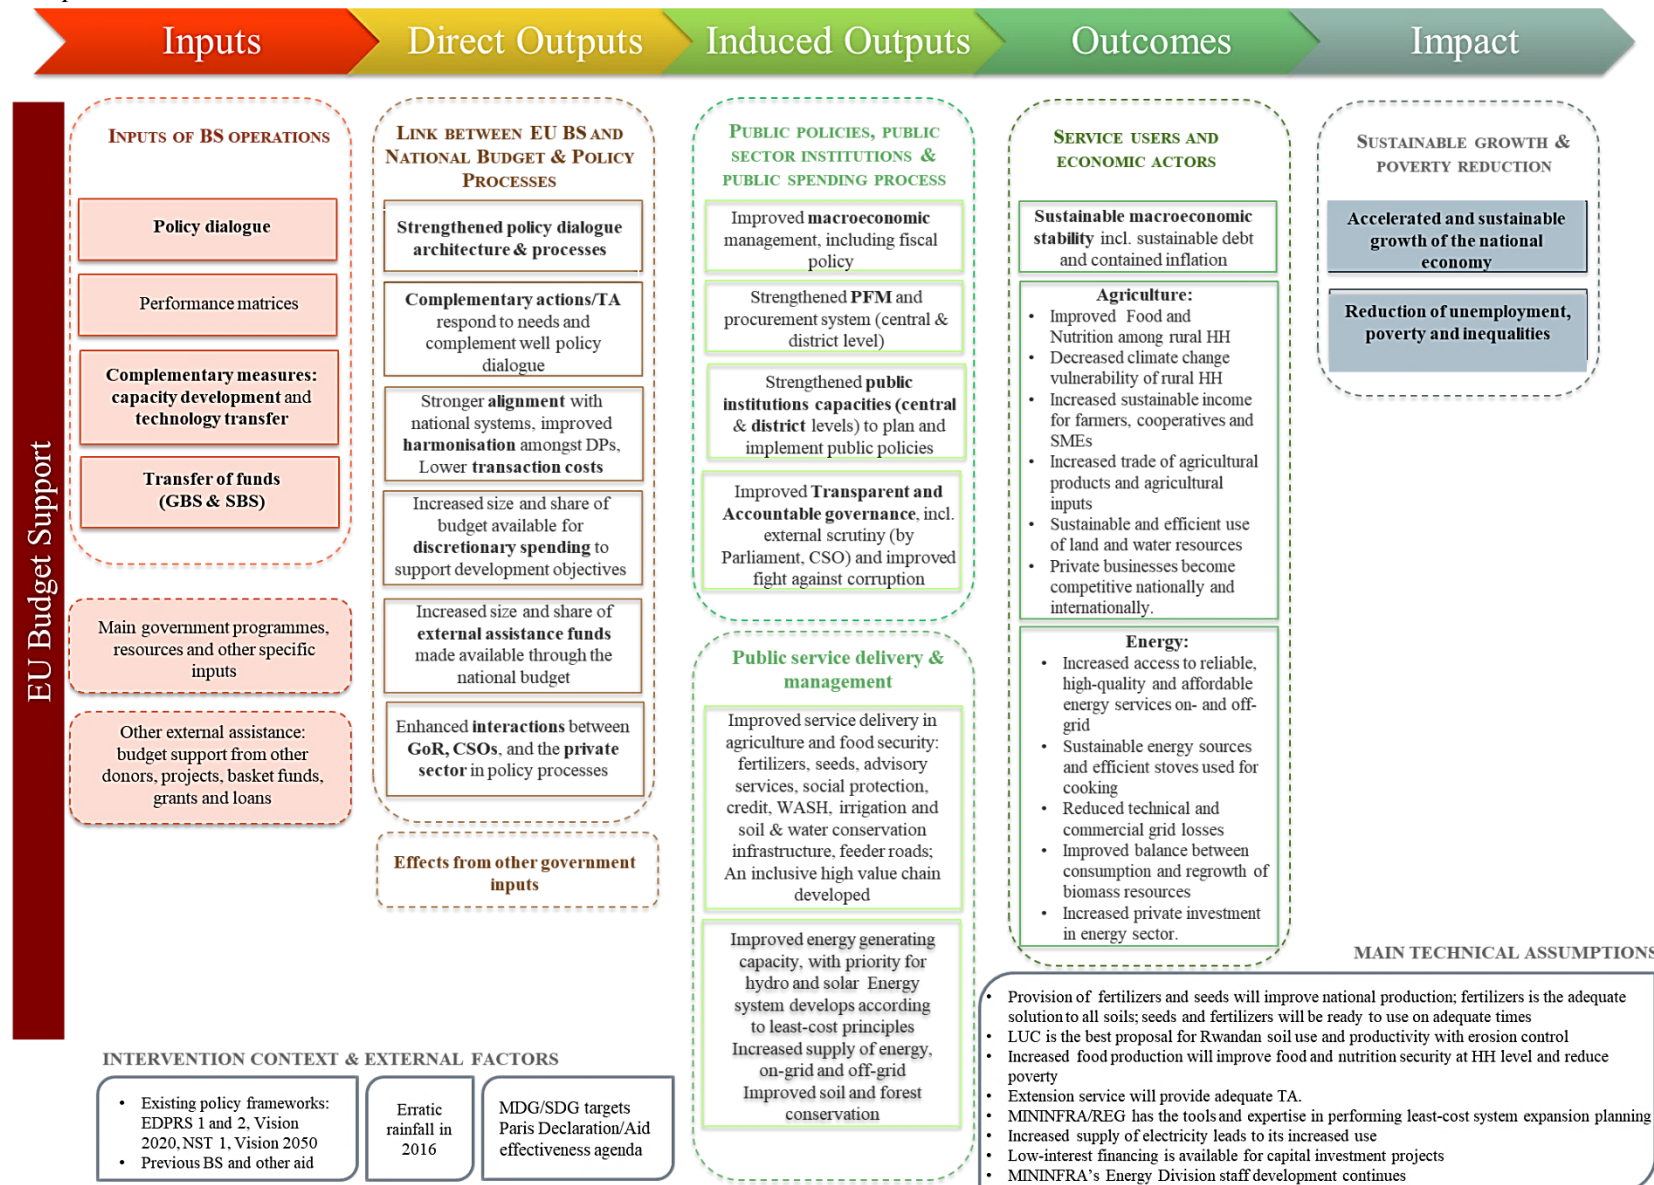 Inputs
Direct Outputs
Induced Outputs
Outcomes
Impact
EU Budget Support
INPUTS OF BS OPERATIONS
Policy dialogue
Performance matrices
Complementary measures:
capacity development and
technology transfer
Transfer of funds
(GBS & SBS)
Main government programmes,
resources and other specific
inputs
Other external assistance:
budget support from other
donors, projects, basket funds,
grants and loans
LINK BETWEEN EU BS AND
NATIONAL BUDGET & POLICY
PROCESSES
Strengthened policy dialogue
architecture & processes
Complementary actions/TA
respond to needs and
complement well policy
dialogue
Stronger alignment with
national systems, improved
harmonisation amongst DPs,
Lower transaction costs
Increased size and share of
budget available for
discretionary spending to
support development objectives
Increased size and share of
external assistance funds
made available through the
national budget
Enhanced interactions between
GoR, CSOs, and the private
sector in policy processes
Effects from other government
inputs
PUBLIC POLICIES, PUBLIC
SECTOR INSTITUTIONS &
PUBLIC SPENDING PROCESS
Improved macroeconomic
management, including fiscal
policy
Strengthened PFM and
procurement system (central &
district level)
Strengthened public
institutions capacities (central
& district levels) to plan and
implement public policies
Improved Transparent and
Accountable governance, incl.
external scrutiny (by
Parliament, CSO) and improved
fight against corruption
Public service delivery &
management
Improved service delivery in
agriculture and food security:
fertilizers, seeds, advisory
services, social protection,
credit, WASH, irrigation and
soil & water conservation
infrastructure, feeder roads;
An inclusive high value chain
developed
Improved energy generating
capacity, with priority for
hydro and solar Energy
system develops according
to least-cost principles
Increased supply of energy,
on-grid and off-grid
Improved soil and forest
conservation
SERVICE USERS AND
ECONOMIC ACTORS
Sustainable macroeconomic
stability incl. sustainable debt
and contained inflation
Agriculture:
• Improved Food and
Nutrition among rural HH
• Decreased climate change
vulnerability of rural HH
• Increased sustainable income
for farmers, cooperatives and
SMEs
• Increased trade of agricultural
products and agricultural
inputs
• Sustainable and efficient use
of land and water resources
• Private businesses become
competitive nationally and
internationally.
Energy:
• Increased access to reliable,
high-quality and affordable
energy services on- and off-
grid
• Sustainable energy sources
and efficient stoves used for
cooking
• Reduced technical and
commercial grid losses
• Improved balance between
consumption and regrowth of
biomass resources
• Increased private investment
in energy sector.
SUSTAINABLE GROWTH &
POVERTY REDUCTION
Accelerated and sustainable
growth of the national
economy
Reduction of unemployment,
poverty and inequalities
INTERVENTION CONTEXT & EXTERNAL FACTORS
• Existing policy frameworks:
EDPRS 1 and 2, Vision
2020, NST 1, Vision 2050
• Previous BS and other aid
Erratic
rainfall in
2016
MDG/SDG targets
Paris Declaration/Aid
effectiveness agenda
MAIN TECHNICAL ASSUMPTIONS
• Provision of fertilizers and seeds will improve national production; fertilizers is the adequate
solution to all soils; seeds and fertilizers will be ready to use on adequate times
• LUC is the best proposal for Rwandan soil use and productivity with erosion control
• Increased food production will improve food and nutrition security at HH level and reduce
poverty
• Extension service will provide adequate TA.
• MININFRA/REG has the tools and expertise in performing least-cost system expansion planning
• Increased supply of electricity leads to its increased use
• Low-interest financing is available for capital investment projects
• MININFRA's Energy Division staff development continues